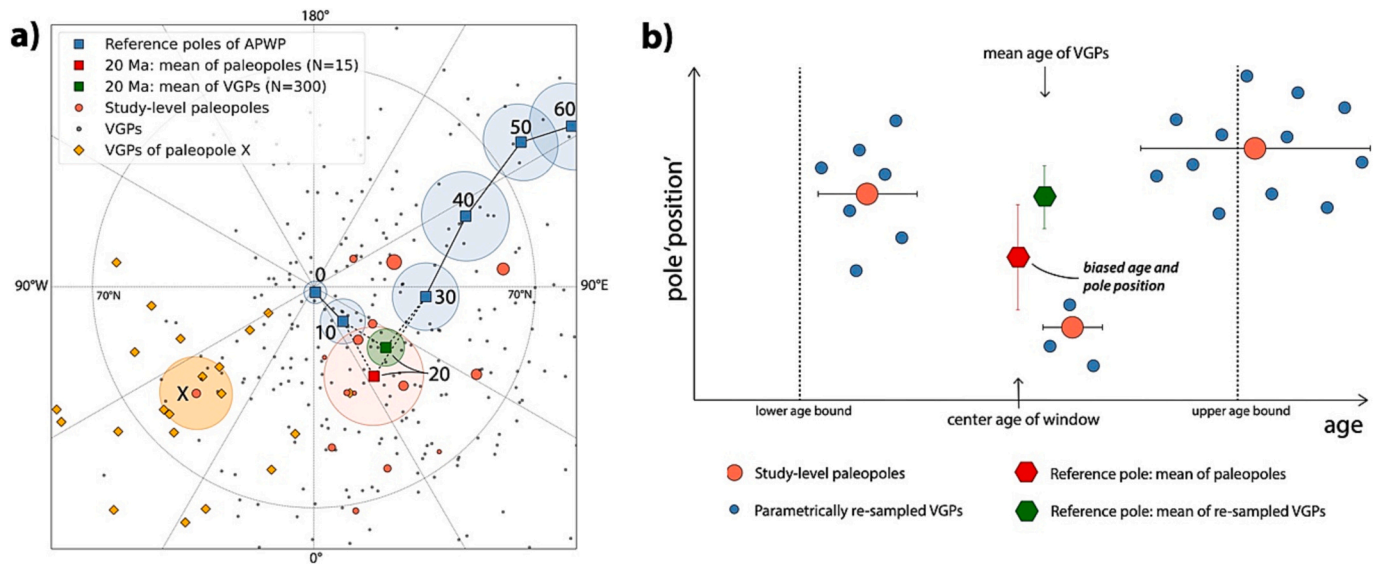 a)
180°
Reference poles of APWP
20 Ma: mean of paleopoles (N=15)
20 Ma: mean of VGPs (N=300)
Study-level paleopoles
VGPs
VGPs of paleopole X
60
50
40
30
0
10
20
X
90°W
70°N
70°N
90°E
0°
b)
mean age of VGPs
pole 'position'
biased age and
pole position
lower age bound
center age of window
upper age bound
age
Study-level paleopoles
Reference pole: mean of paleopoles
Parametrically re-sampled VGPs
Reference pole: mean of re-sampled VGPs